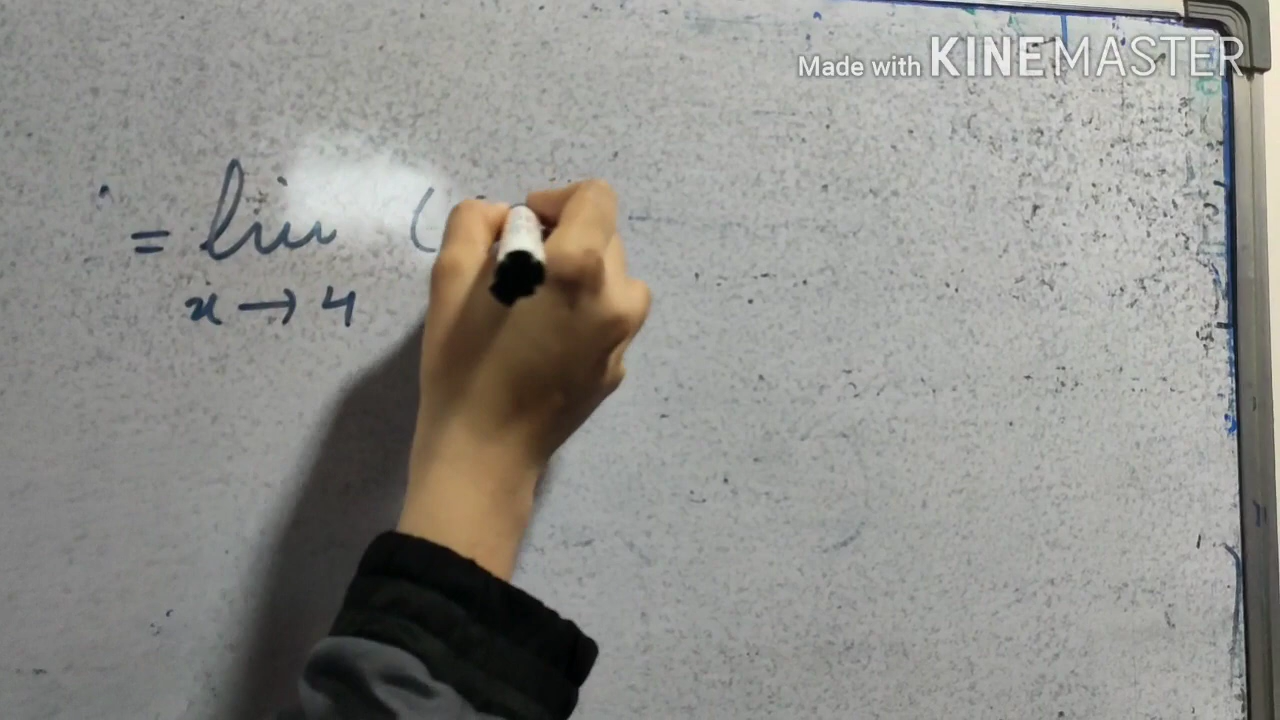 Made with KINEMASTER
= lim (
x → 4